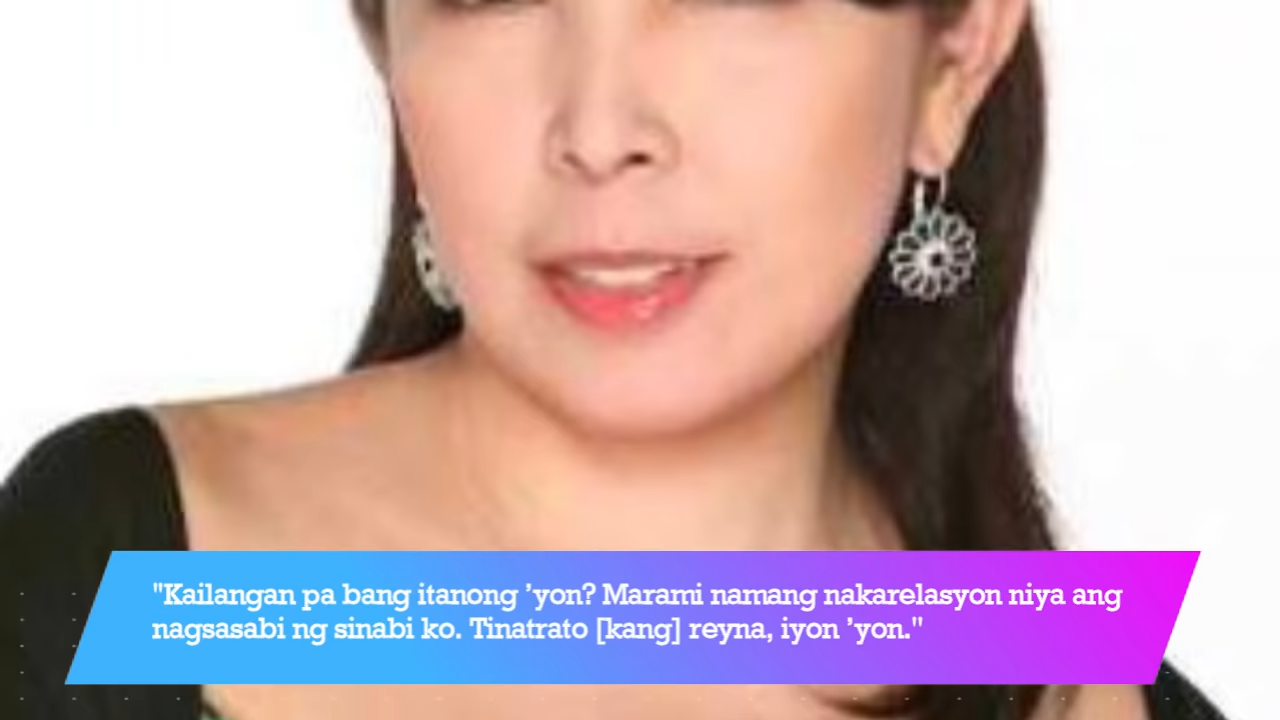 "Kailangan pa bang itanong ’yon? Marami namang nakarelasyon niya ang
nagsasabi ng sinabi ko. Tinatrato [kang] reyna, iyon ’yon."